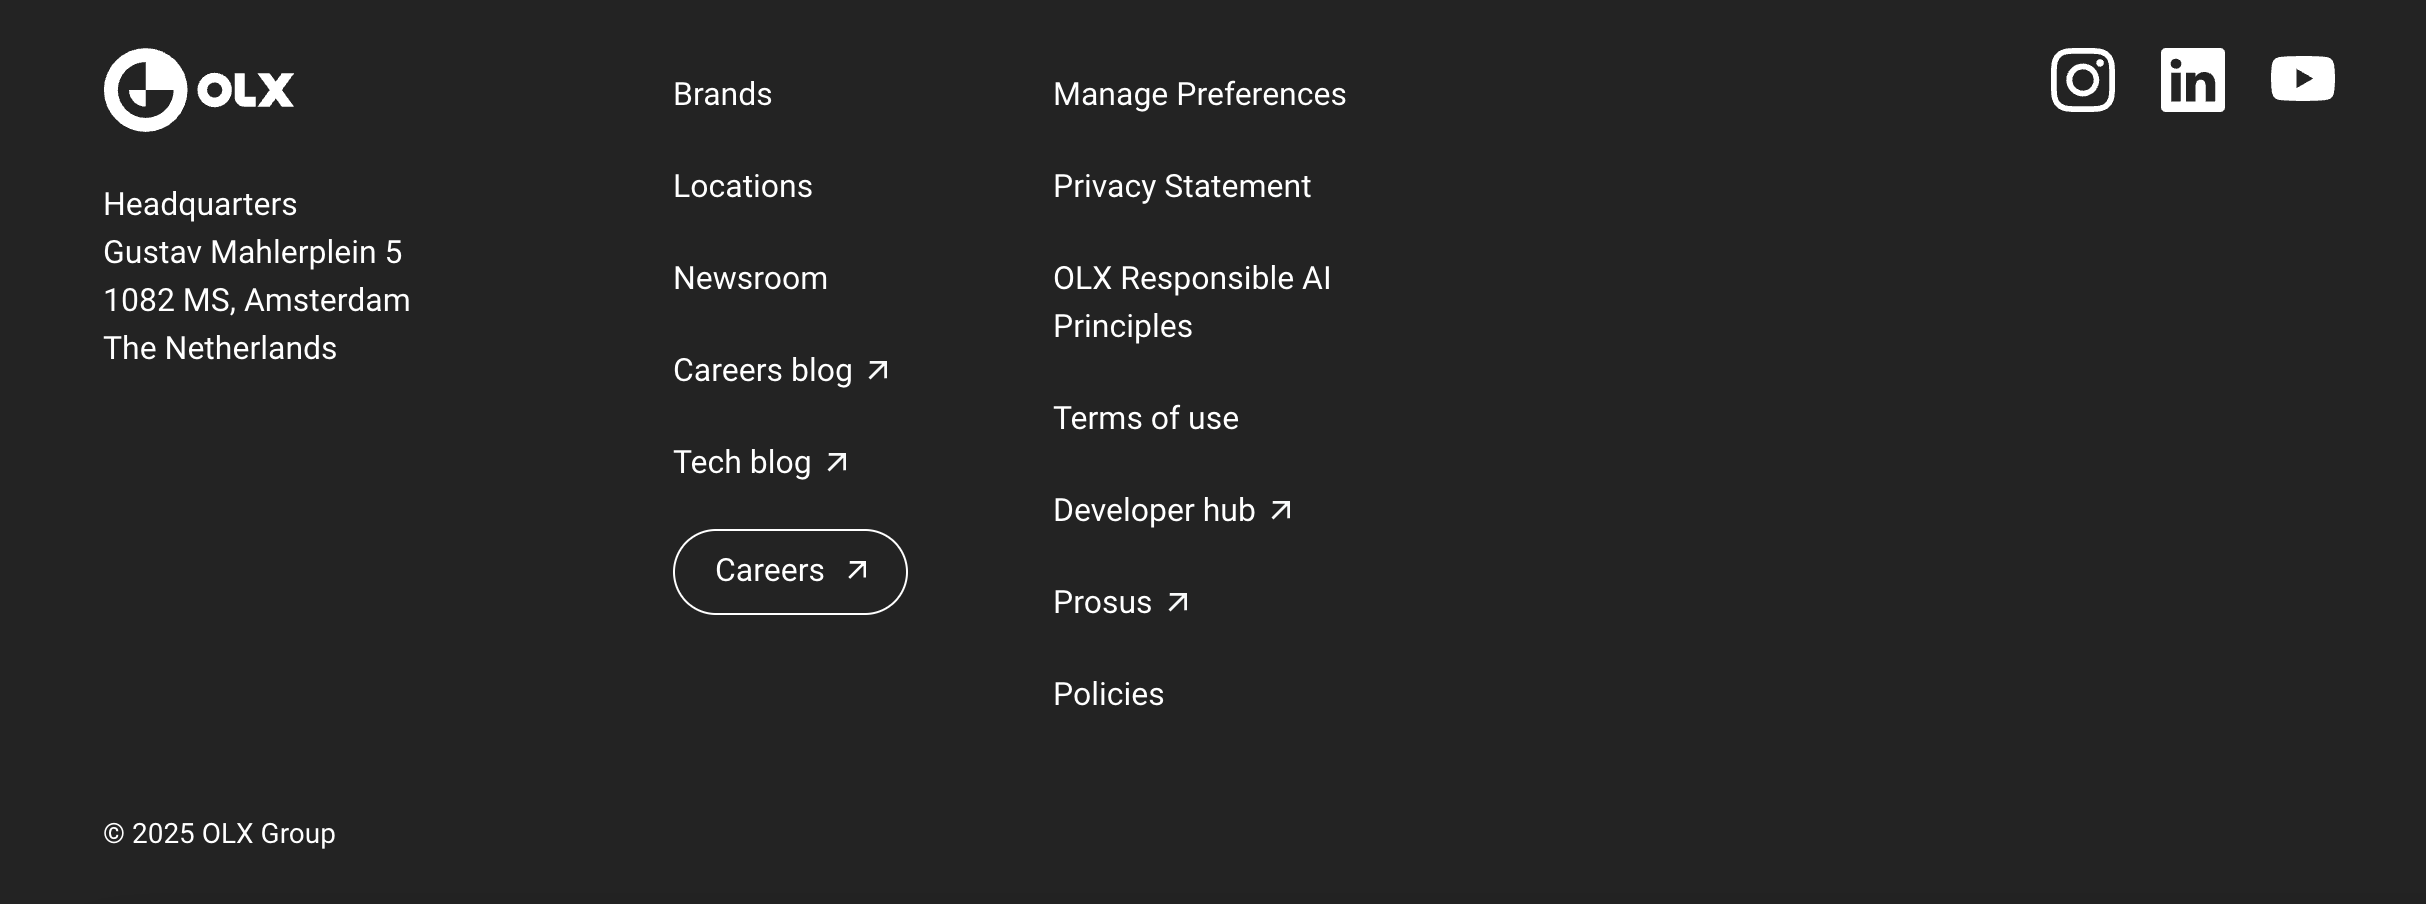 OLX
Headquarters
Gustav Mahlerplein 5
1082 MS, Amsterdam
The Netherlands
Brands
Locations
Newsroom
Careers blog
Tech blog
Careers
Manage Preferences
Privacy Statement
OLX Responsible AI
Principles
Terms of use
Developer hub
Prosus
Policies
in
© 2025 OLX Group